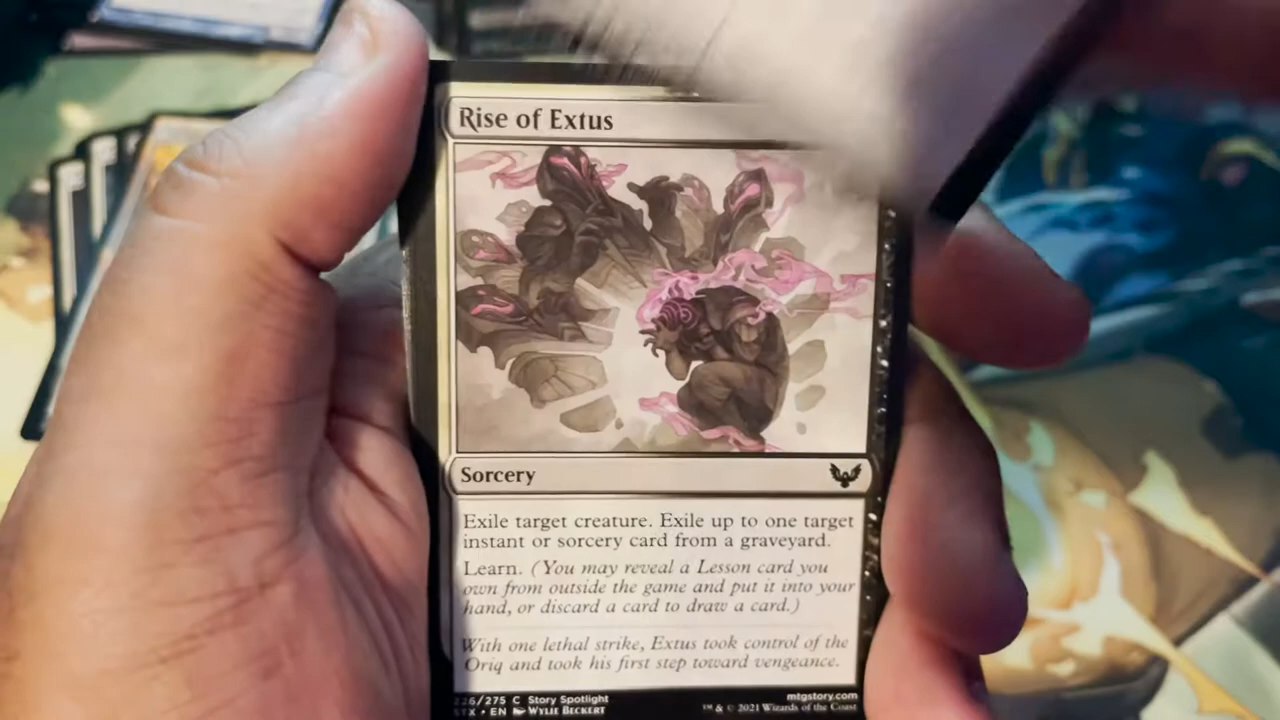 Rise of Extus
Sorcery
Exile target creature. Exile up to one target
instant or sorcery card from a graveyard.
Learn. (You may reveal a Lesson card you
own from outside the game and put it into your
hand, or discard a card to draw a card.)
With one lethal strike, Extus took control of the
Oriq and took his first step toward vengeance.
226/275 C Story Spotlight
mtgstory.com
STX • EN Wylie Beckert
™ & © 2021 Wizards of the Coast